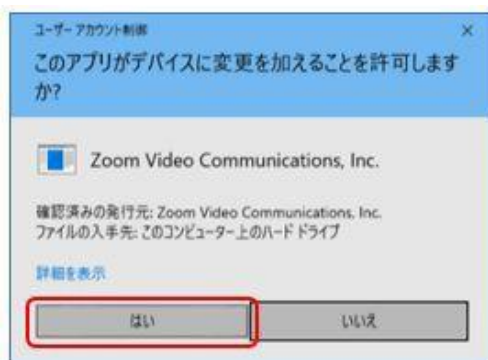 ユーザー アカウント制御
このアプリがデバイスに変更を加えることを許可します
か?
Zoom Video Communications, Inc.
確認済みの発行元: Zoom Video Communications, Inc.
ファイルの入手先: このコンピューター上のハード ドライブ
詳細を表示
はい
いいえ